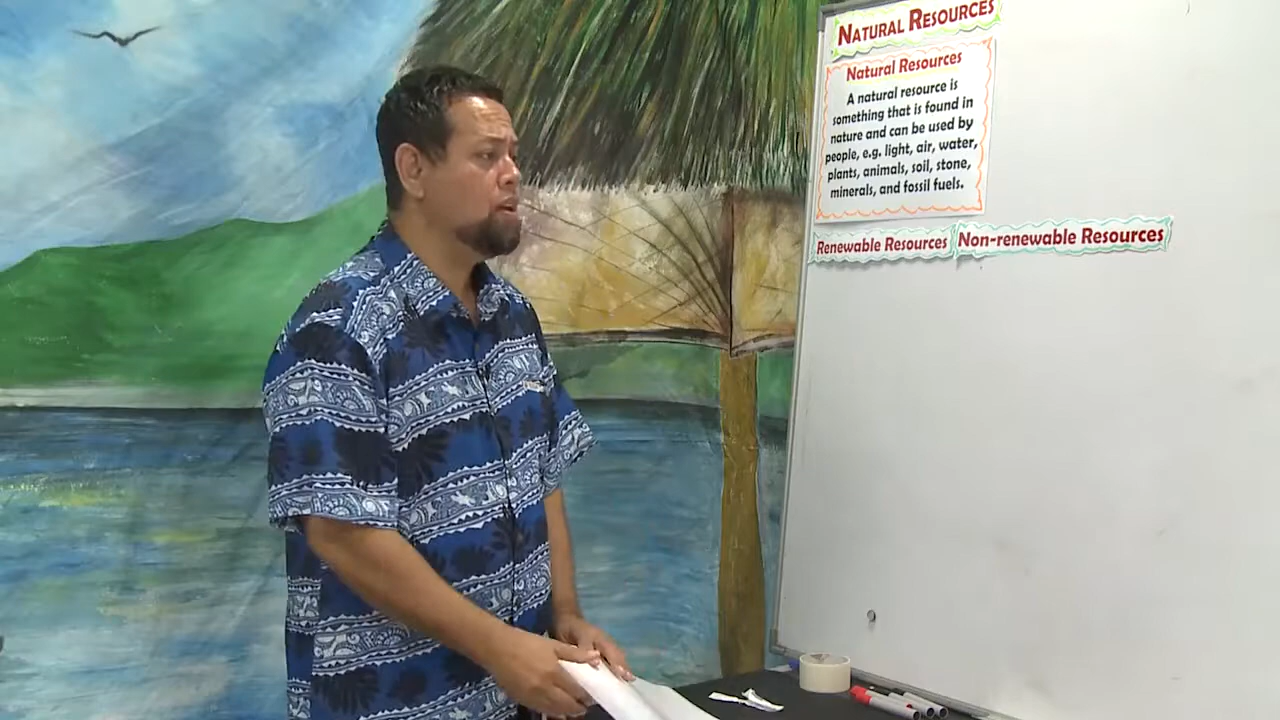 NATURAL RESOURCES
Natural Resources
A natural resource is
something that is found in
nature and can be used by
people, e.g. light, air, water,
plants, animals, soil, stone,
minerals, and fossil fuels.
Renewable Resources
Non-renewable Resources